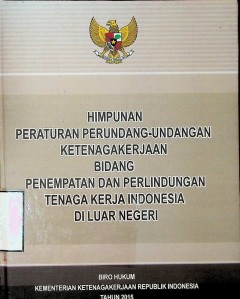 HIMPUNAN
PERATURAN PERUNDANG-UNDANGAN
KETENAGAKERJAAN
BIDANG
PENEMPATAN DAN PERLINDUNGAN
TENAGA KERJA INDONESIA
DI LUAR NEGERI
BIRO HUKUM
KEMENTERIAN KETENAGAKERJAAN REPUBLIK INDONESIA
TAHUN 2015